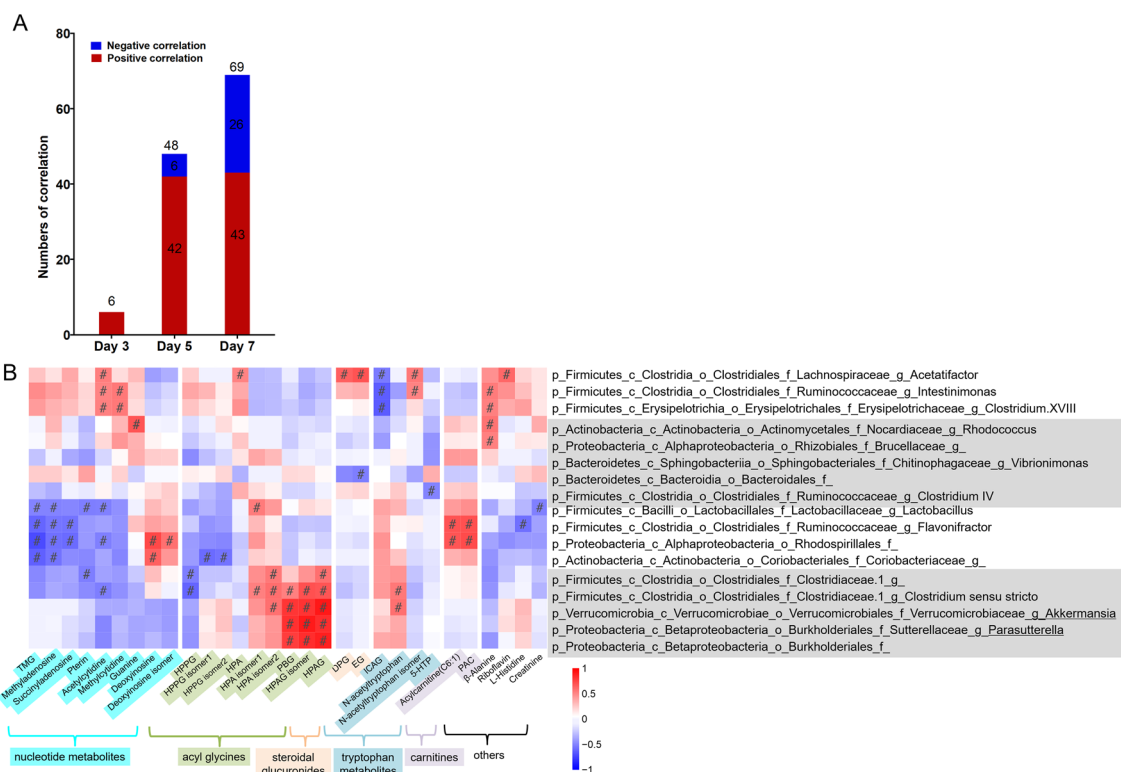 A
80
Negative correlation
Positive correlation
69
60
26
48
6
40
42
43
20
6
0
Numbers of correlation
Day 3 Day 5 Day 7
B
# # # # # # #
p_Firmicutes_c_Clostridia_o_Clostridiales_f_Lachnospiraceae_g_Acetatifactor
p_Firmicutes_c_Clostridia_o_Clostridiales_f_Ruminococcaceae_g_Intestinimonas
p_Firmicutes_c_Erysipelotrichia_o_Erysipelotrichales_f_Erysipelotrichaceae_g_Clostridium.XVIII
p_Actinobacteria_c_Actinobacteria_o_Actinomycetales_f_Nocardiaceae_g_Rhodococcus
p_Proteobacteria_c_Alphaproteobacteria_o_Rhizobiales_f_Brucellaceae_g_
p_Bacteroidetes_c_Sphingobacteriia_o_Sphingobacteriales_f_Chitinophagaceae_g_Vibrionimonas
p_Bacteroidetes_c_Bacteroidia_o_Bacteroidales_f_
p_Firmicutes_c_Clostridia_o_Clostridiales_f_Ruminococcaceae_g_Clostridium IV
p_Firmicutes_c_Bacilli_o_Lactobacillales_f_Lactobacillaceae_g_Lactobacillus
p_Firmicutes_c_Clostridia_o_Clostridiales_f_Ruminococcaceae_g_Flavonifractor
p_Proteobacteria_c_Alphaproteobacteria_o_Rhodospirillales_f_
p_Actinobacteria_c_Actinobacteria_o_Coriobacteriales_f_Coriobacteriaceae_g_
p_Firmicutes_c_Clostridia_o_Clostridiales_f_Clostridiaceae.1_g_
p_Firmicutes_c_Clostridia_o_Clostridiales_f_Clostridiaceae.1_g_Clostridium sensu stricto
p_Verrucomicrobia_c_Verrucomicrobiae_o_Verrucomicrobiales_f_Verrucomicrobiaceae_g_Akkermansia
p_Proteobacteria_c_Betaproteobacteria_o_Burkholderiales_f_Sutterellaceae_g_Parasutterella
p_Proteobacteria_c_Betaproteobacteria_o_Burkholderiales_f_
TMG
Methyladenosine
Succinyladenosine
Pterin
Acetylcytidine
Methylcytidine
Guanine
Deoxyinosine
Deoxyinosine isomer
HPPG
HPPG isomer1
HPPG isomer2
HPA
HPA isomer1
HPA isomer2
PBG
HPAG isomer
HPAG
DPG
EG
ICAG
N-acetyltryptophan
N-acetyltryptophan isomer
5-HTP
Acylcarnitine(C6:1)
PAC
β-Alanine
Riboflavin
L-Histidine
Creatinine
1
0.5
0
−0.5
−1
nucleotide metabolites
acyl glycines
steroidal
glucuronides
tryptophan
metabolites
carnitines
others